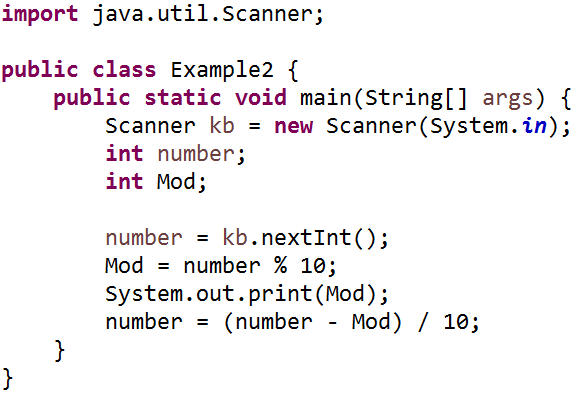 import java.util.Scanner;

public class Example2 {
    public static void main(String[] args) {
        Scanner kb = new Scanner(System.in);
        int number;
        int Mod;

        number = kb.nextInt();
        Mod = number % 10;
        System.out.print(Mod);
        number = (number - Mod) / 10;
    }
}